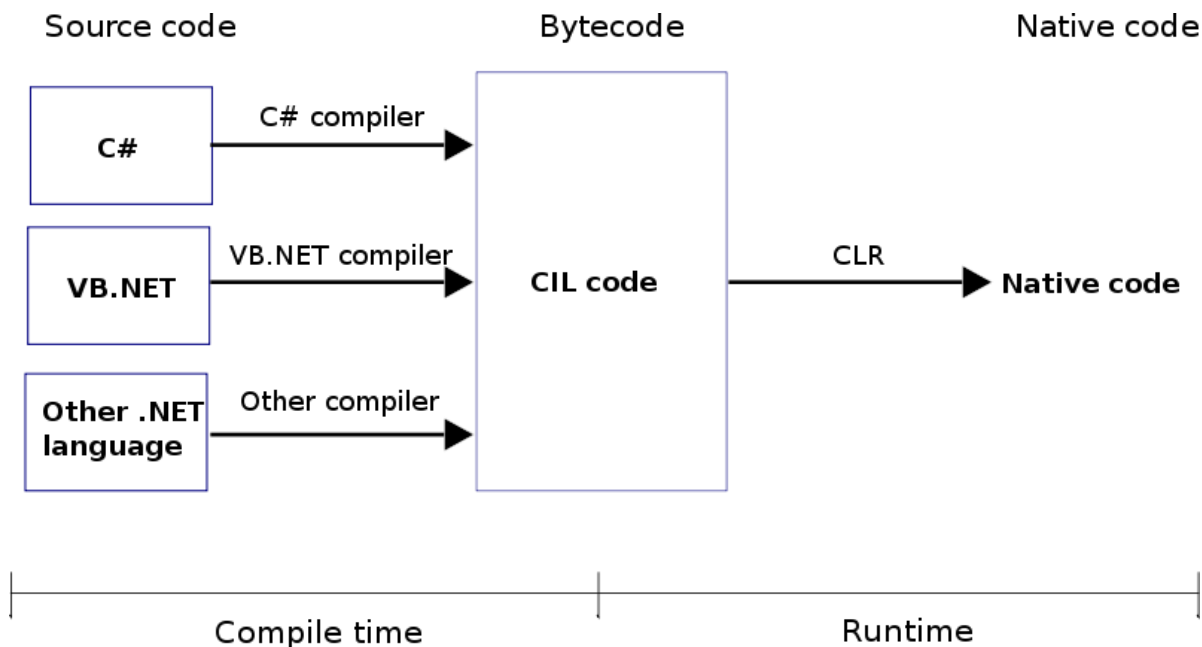 Source code
Bytecode
Native code
C#
C# compiler
VB.NET
VB.NET compiler
CIL code
CLR
Native code
Other .NET
language
Other compiler
Compile time
Runtime